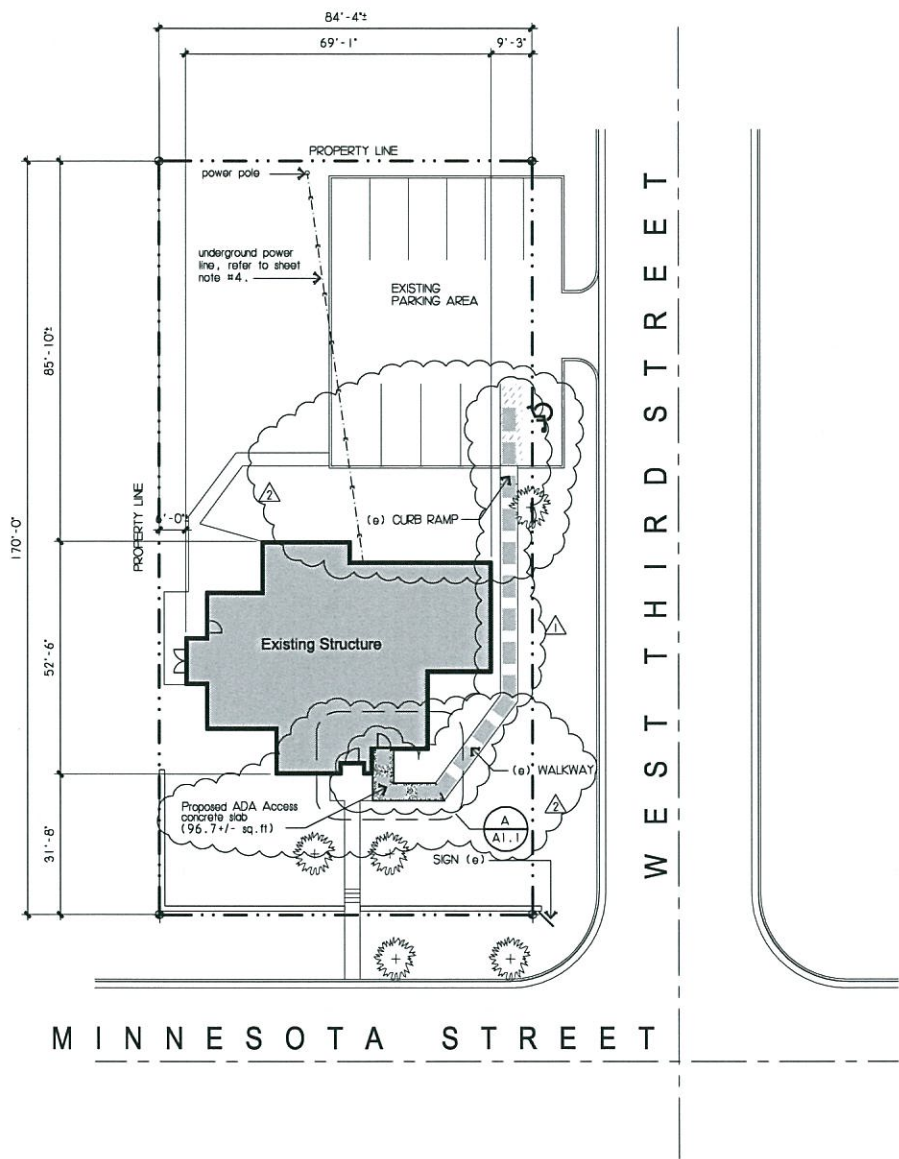 84'-4"±
69'-1"
9'-3"
PROPERTY LINE
power pole
underground power
line, refer to sheet
note #4.
EXISTING
PARKING AREA
85'-10"±
170'-0"
PROPERTY LINE
2
'-0"
(e) CURB RAMP
1
Existing Structure
52'-6"
(e) WALKWAY
2
Proposed ADA Access
concrete slab
(96.7+/- sq.ft)
A
A1.1
31'-8"
SIGN (e)
WEST THIRD STREET
MINNESOTA STREET